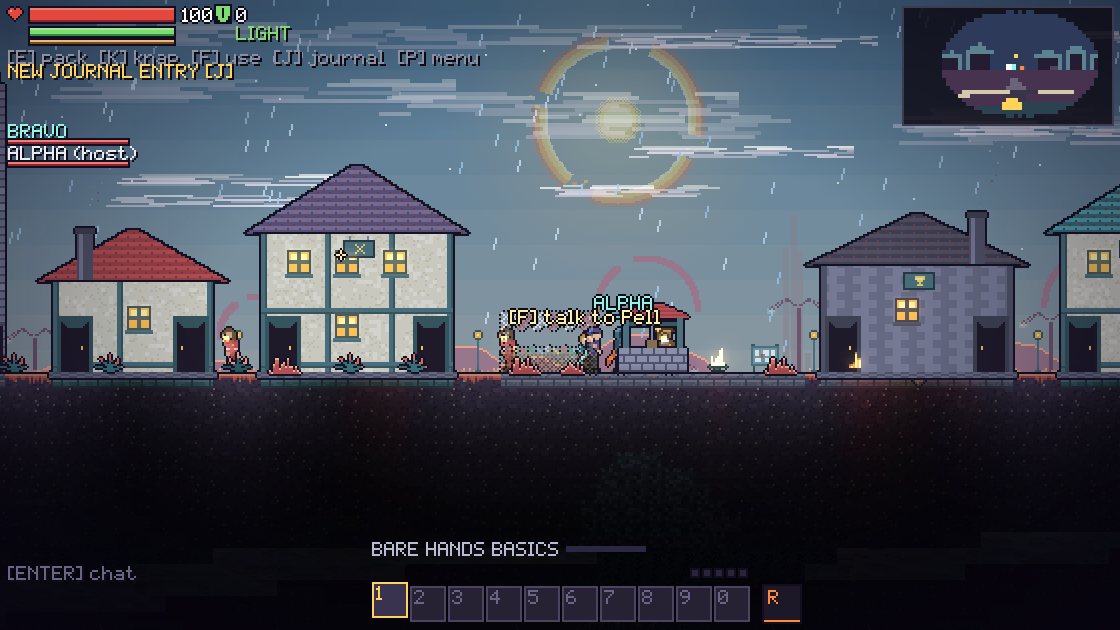 100 0
LIGHT
[E] pack [K] knap [F] use [J] journal [P] menu
NEW JOURNAL ENTRY [J]
BRAVO
ALPHA (host)
ALPHA
[F] talk to Pell
BARE HANDS BASICS
[ENTER] chat
1 2 3 4 5 6 7 8 9 0 R